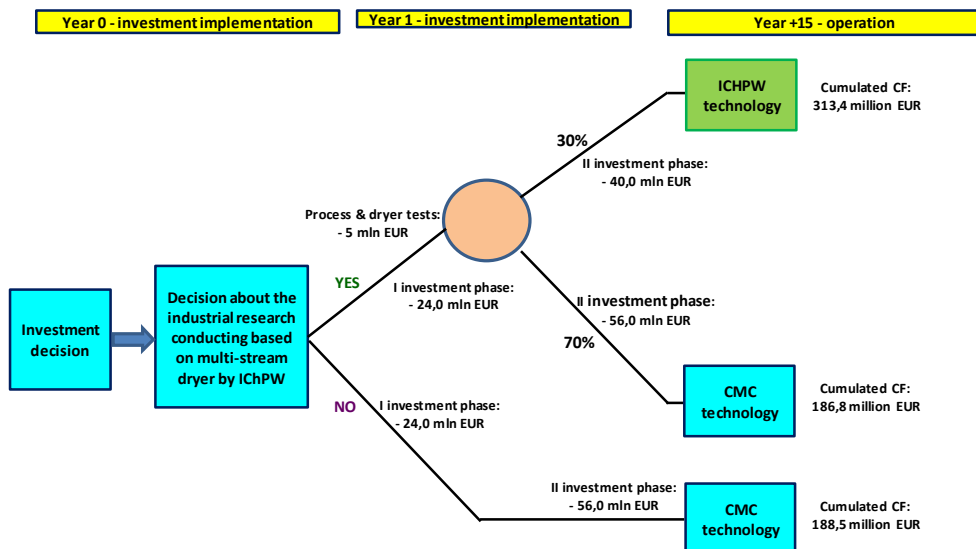 Year 0 - investment implementation
Year 1 - investment implementation
Year +15 - operation
ICHPW
technology
Cumulated CF:
313,4 million EUR
30%
II investment phase:
- 40,0 mln EUR
Process & dryer tests:
- 5 mln EUR
YES
I investment phase:
- 24,0 mln EUR
Investment
decision
Decision about the
industrial research
conducting based
on multi-stream
dryer by IChPW
II investment phase:
- 56,0 mln EUR
70%
CMC
technology
Cumulated CF:
186,8 million EUR
NO
I investment phase:
- 24,0 mln EUR
II investment phase:
- 56,0 mln EUR
CMC
technology
Cumulated CF:
188,5 million EUR